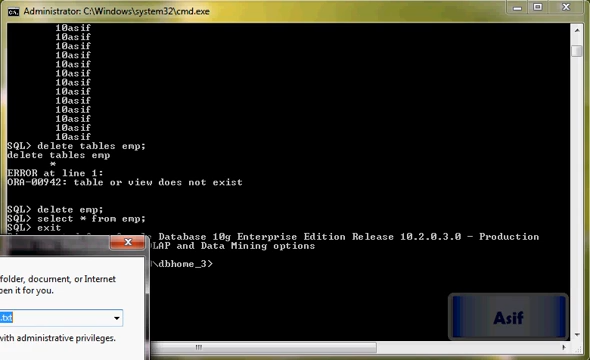 Administrator: C:\Windows\system32\cmd.exe
10asif
10asif
10asif
10asif
10asif
10asif
10asif
10asif
10asif
10asif
10asif
10asif
10asif
SQL> delete tables emp;
delete tables emp
*
ERROR at line 1:
ORA-00942: table or view does not exist
SQL> delete emp;
SQL> select * from emp;
SQL> exit
Database 10g Enterprise Edition Release 10.2.0.3.0 - Production
OLAP and Data Mining options
\dbhome_3>
folder, document, or Internet
pen it for you.
.txt
with administrative privileges.
Asif